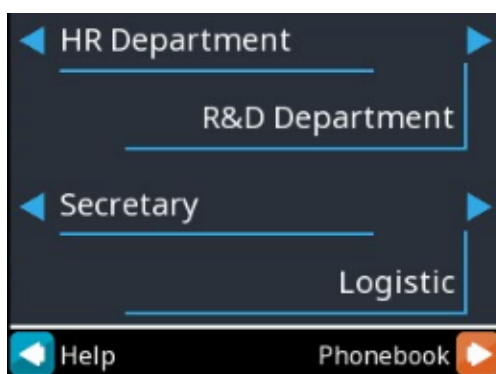 HR Department
R&D Department
Secretary
Logistic
Help Phonebook